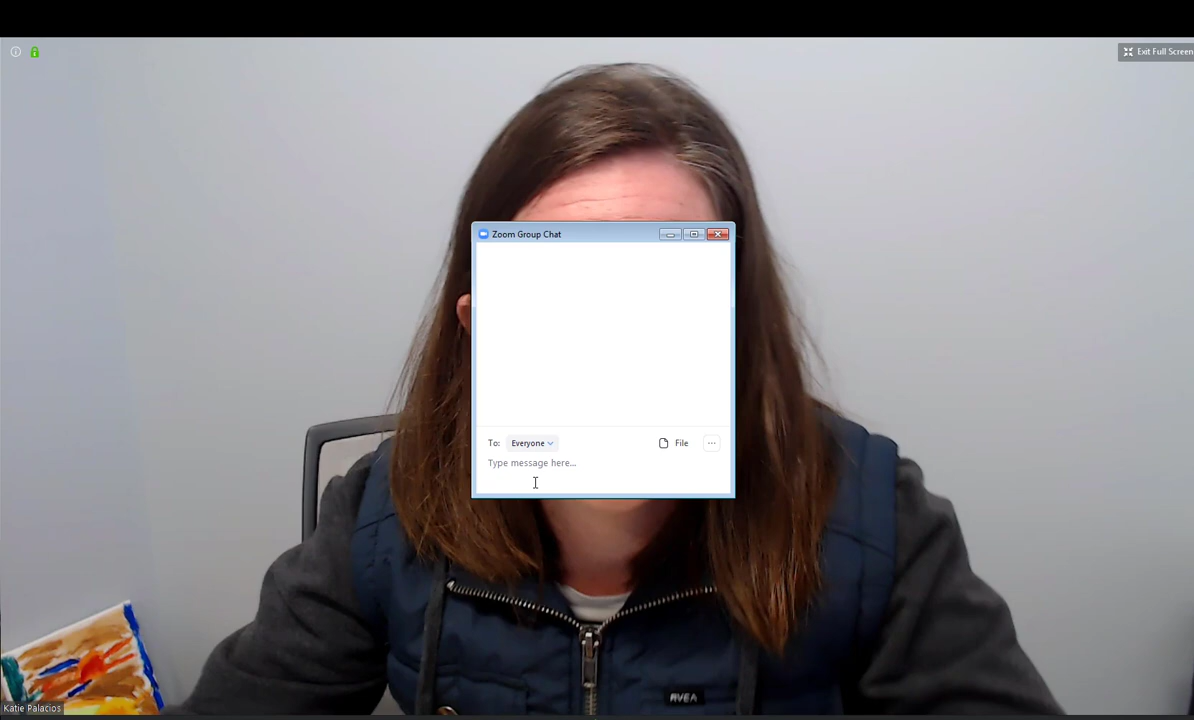 Exit Full Screen
Zoom Group Chat
To: Everyone File
Type message here...
RVCA
Katie Palacios